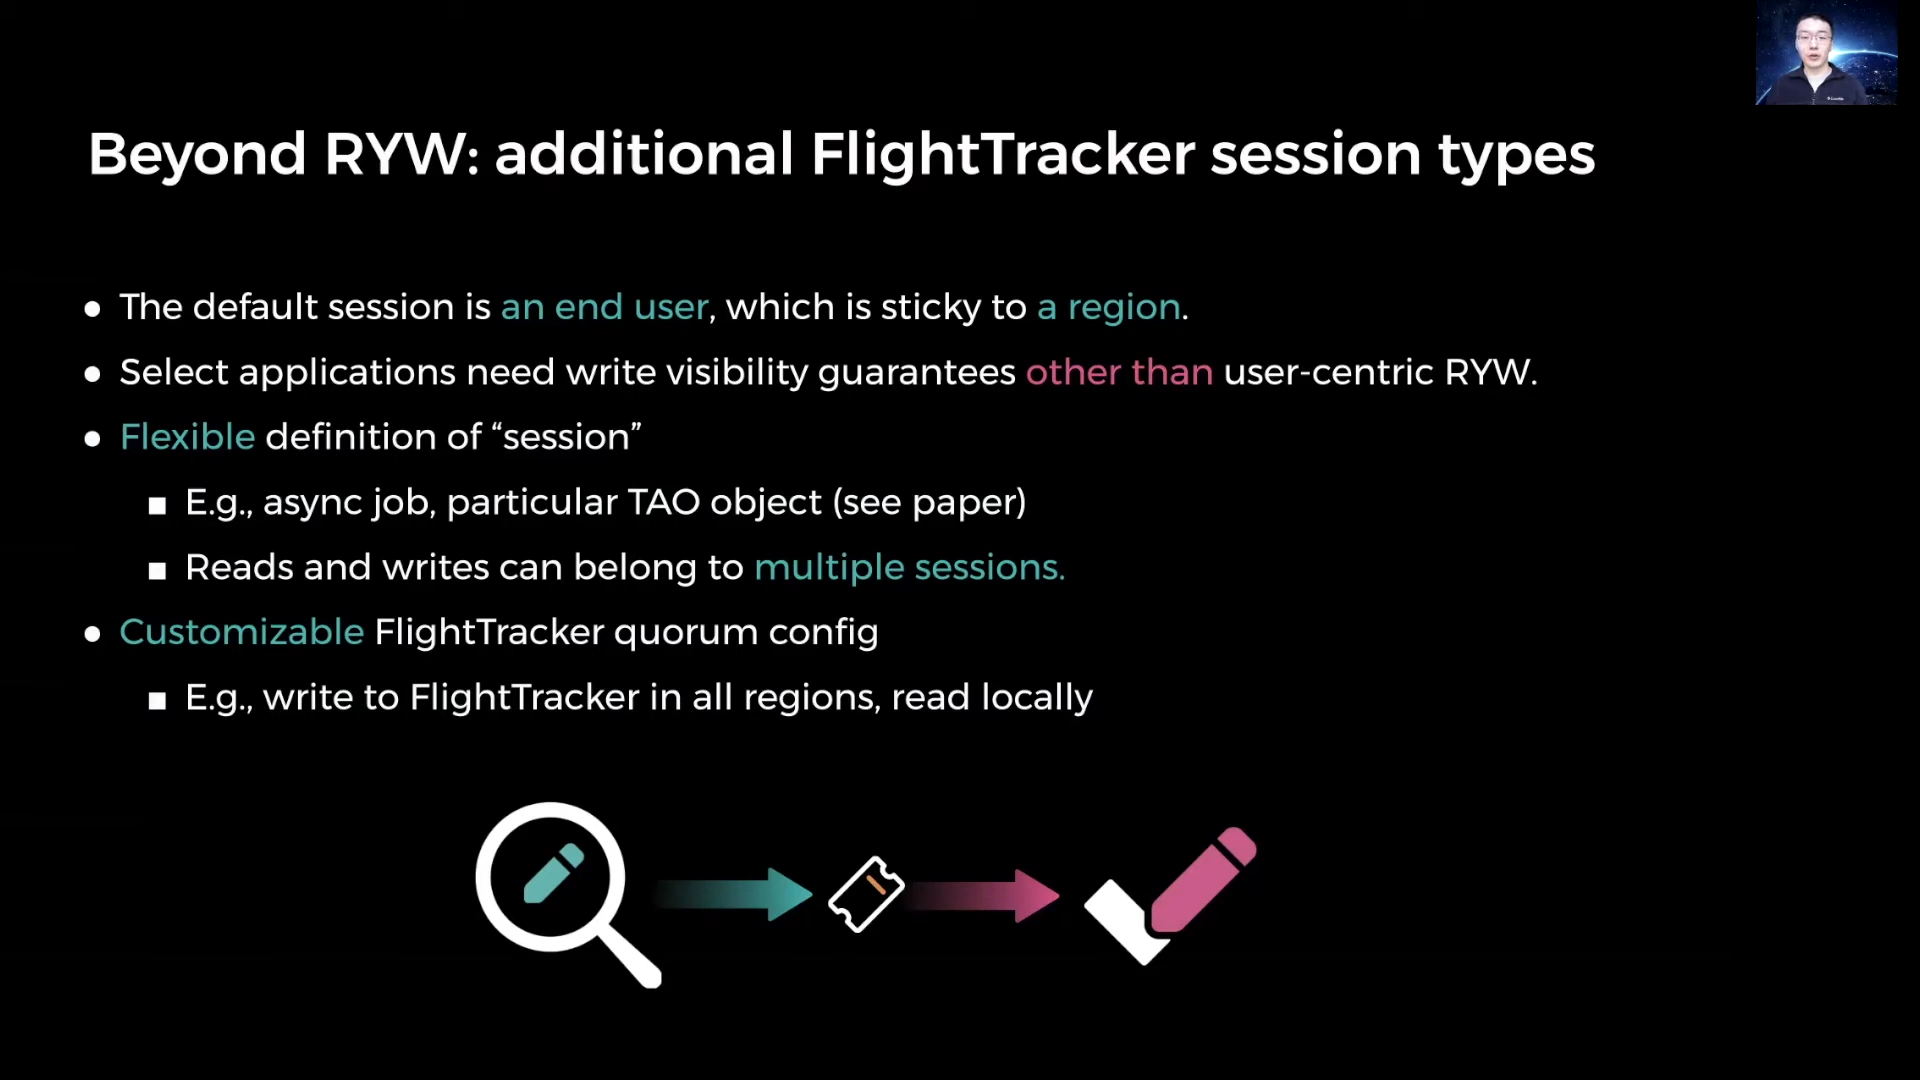 Beyond RYW: additional FlightTracker session types
● The default session is an end user, which is sticky to a region.
● Select applications need write visibility guarantees other than user-centric RYW.
● Flexible definition of “session”
■ E.g., async job, particular TAO object (see paper)
■ Reads and writes can belong to multiple sessions.
● Customizable FlightTracker quorum config
■ E.g., write to FlightTracker in all regions, read locally